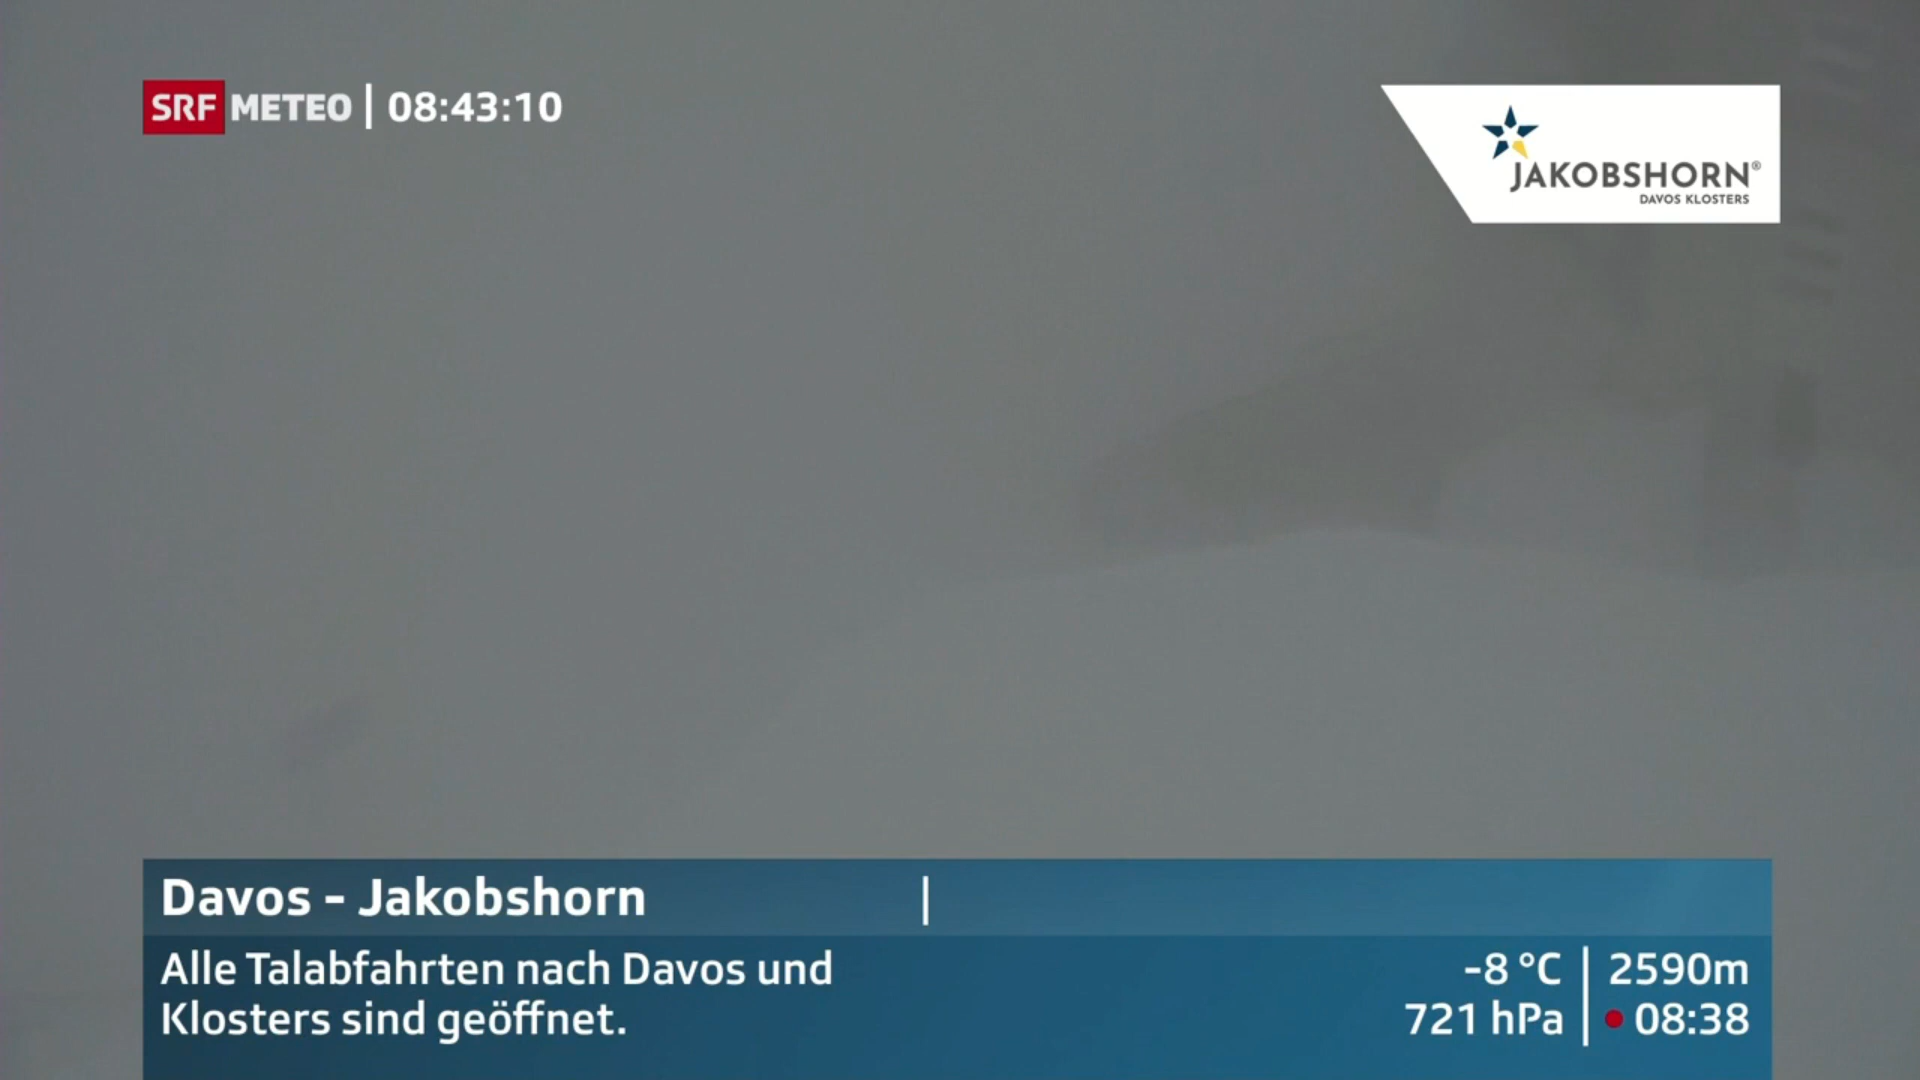 SRF METEO | 08:43:10
JAKOBSHORN®
DAVOS KLOSTERS
Davos – Jakobshorn |
Alle Talabfahrten nach Davos und
Klosters sind geöffnet.
-8 °C | 2590m
721 hPa | 08:38